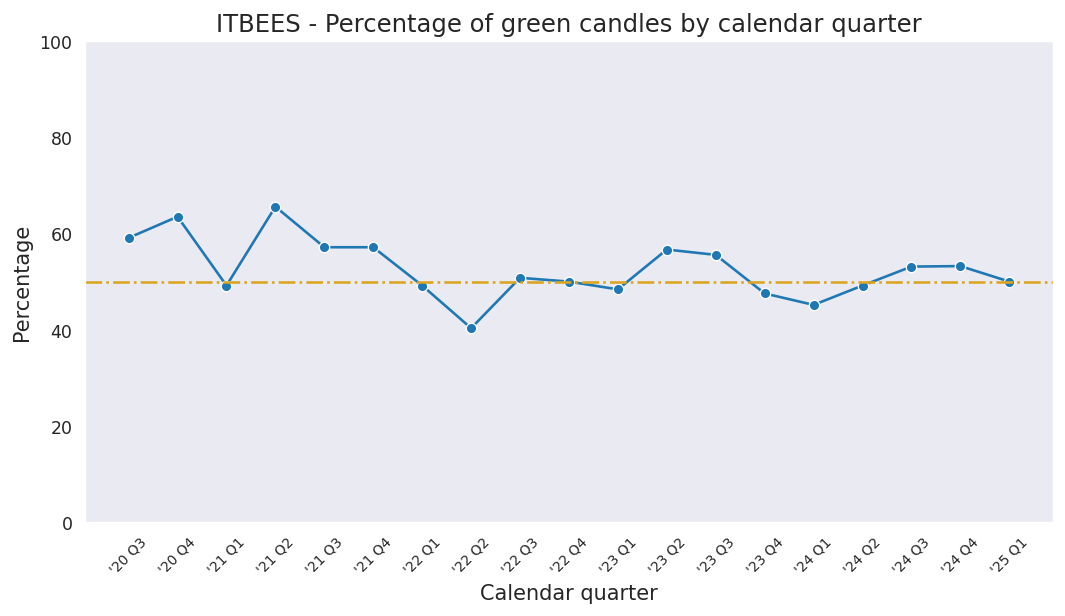 ITBEES - Percentage of green candles by calendar quarter
100
80
60
40
20
0
Percentage
'20 Q3
'20 Q4
'21 Q1
'21 Q2
'21 Q3
'21 Q4
'22 Q1
'22 Q2
'22 Q3
'22 Q4
'23 Q1
'23 Q2
'23 Q3
'23 Q4
'24 Q1
'24 Q2
'24 Q3
'24 Q4
'25 Q1
Calendar quarter